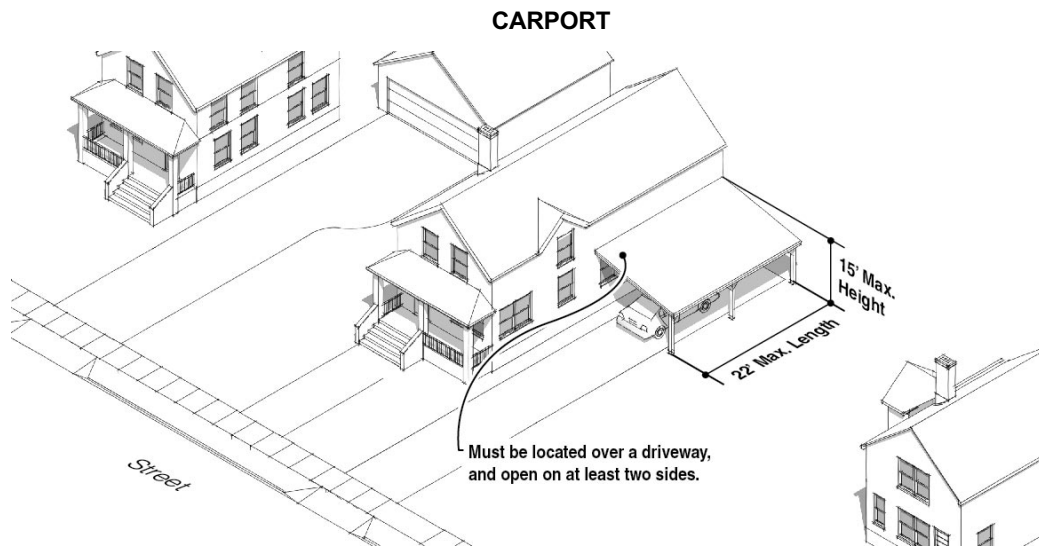 CARPORT
15' Max.
Height
22' Max. Length
Must be located over a driveway,
and open on at least two sides.
Street